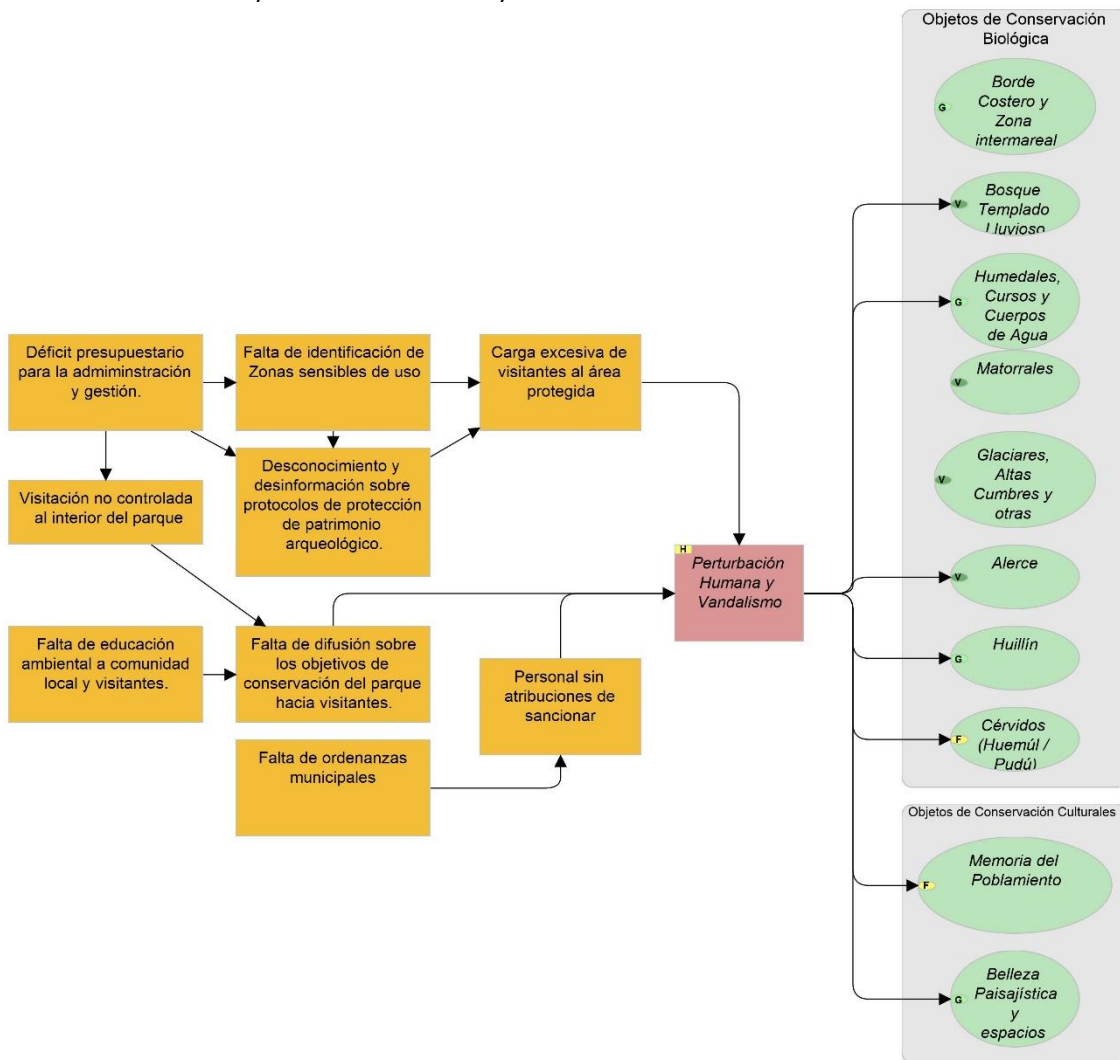 Objetos de Conservación
Biológica
Borde
Costero y
Zona
intermareal
G
Bosque
Templado
Lluvioso
V
Humedales,
Cursos y
Cuerpos
de Agua
G
Matorrales
V
Glaciares,
Altas
Cumbres y
otras
V
Alerce
V
Huillín
G
Cérvidos
(Huemúl /
Pudú)
F
Objetos de Conservación Culturales
Memoria del
Poblamiento
F
Belleza
Paisajística
y
espacios
G
Déficit presupuestario
para la admiminstración
y gestión.
Falta de identificación de
Zonas sensibles de uso
Carga excesiva de
visitantes al área
protegida
Visitación no controlada
al interior del parque
Desconocimiento y
desinformación sobre
protocolos de protección
de patrimonio
arqueológico.
H
Perturbación
Humana y
Vandalismo
Falta de educación
ambiental a comunidad
local y visitantes.
Falta de difusión sobre
los objetivos de
conservación del parque
hacia visitantes.
Personal sin
atribuciones de
sancionar
Falta de ordenanzas
municipales